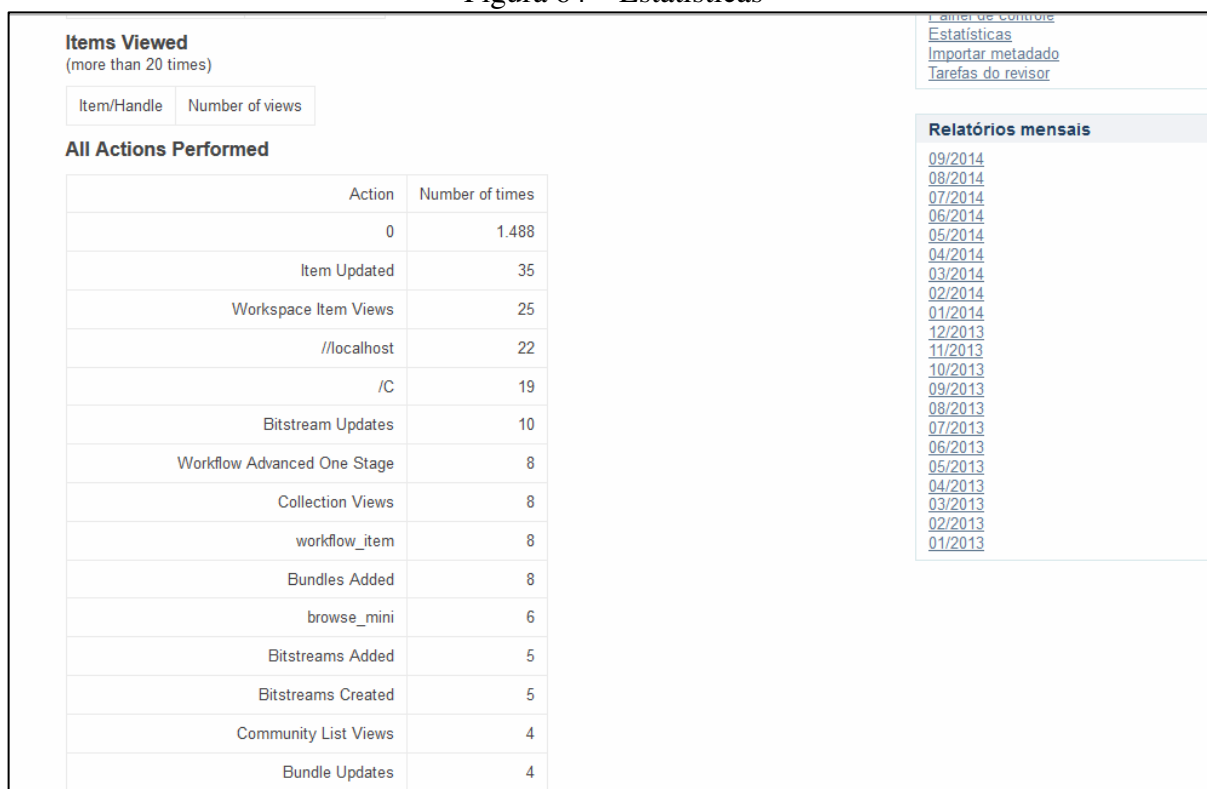 Estatísticas
Items Viewed
(more than 20 times)
Item/Handle Number of views
All Actions Performed
Action Number of times
0 1.488
Item Updated 35
Workspace Item Views 25
//localhost 22
/C 19
Bitstream Updates 10
Workflow Advanced One Stage 8
Collection Views 8
workflow_item 8
Bundles Added 8
browse_mini 6
Bitstreams Added 5
Bitstreams Created 5
Community List Views 4
Bundle Updates 4
Painel de controle
Estatísticas
Importar metadado
Tarefas do revisor
Relatórios mensais
09/2014
08/2014
07/2014
06/2014
05/2014
04/2014
03/2014
02/2014
01/2014
12/2013
11/2013
10/2013
09/2013
08/2013
07/2013
06/2013
05/2013
04/2013
03/2013
02/2013
01/2013